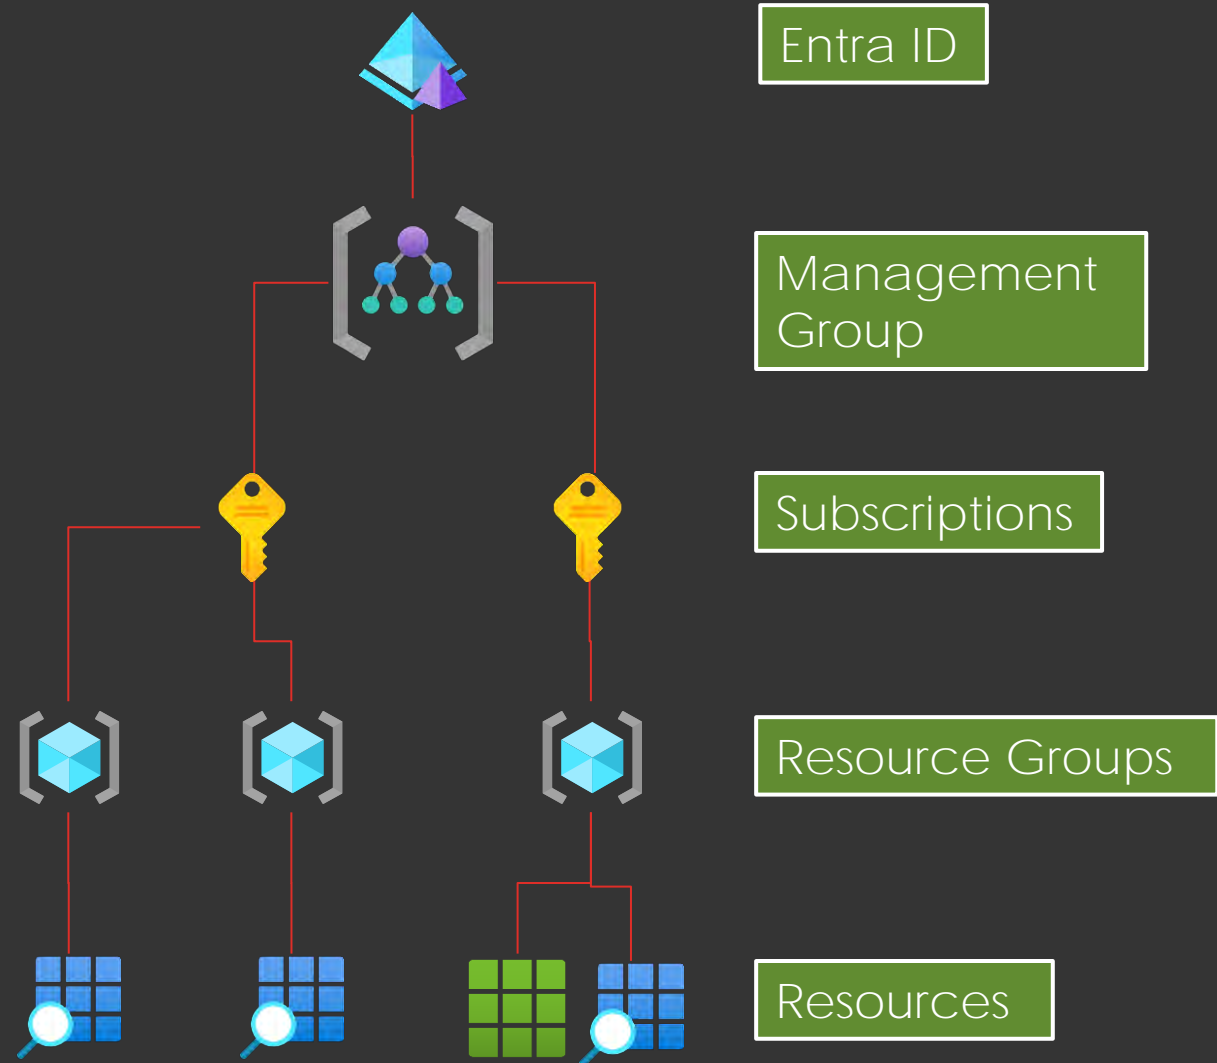 Entra ID
Management
Group
Subscriptions
Resource Groups
Resources